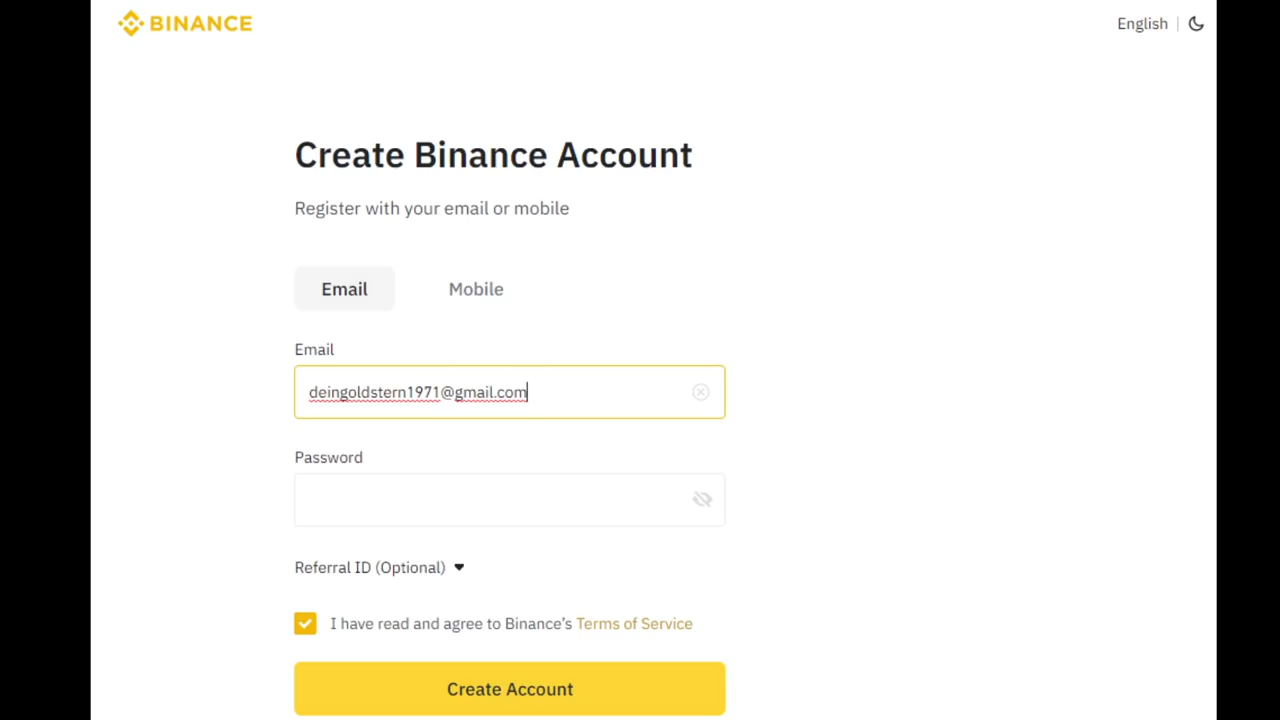 BINANCE
English
Create Binance Account
Register with your email or mobile
Email Mobile
Email
deingoldstern1971@gmail.com
Password
Referral ID (Optional)
I have read and agree to Binance's Terms of Service
Create Account